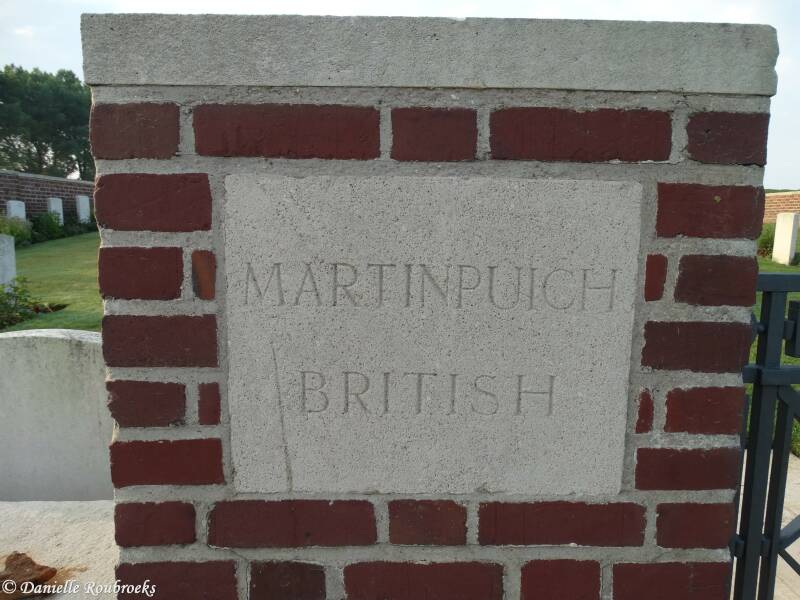 MARTINPUICH
BRITISH
© Danielle Roubroeks